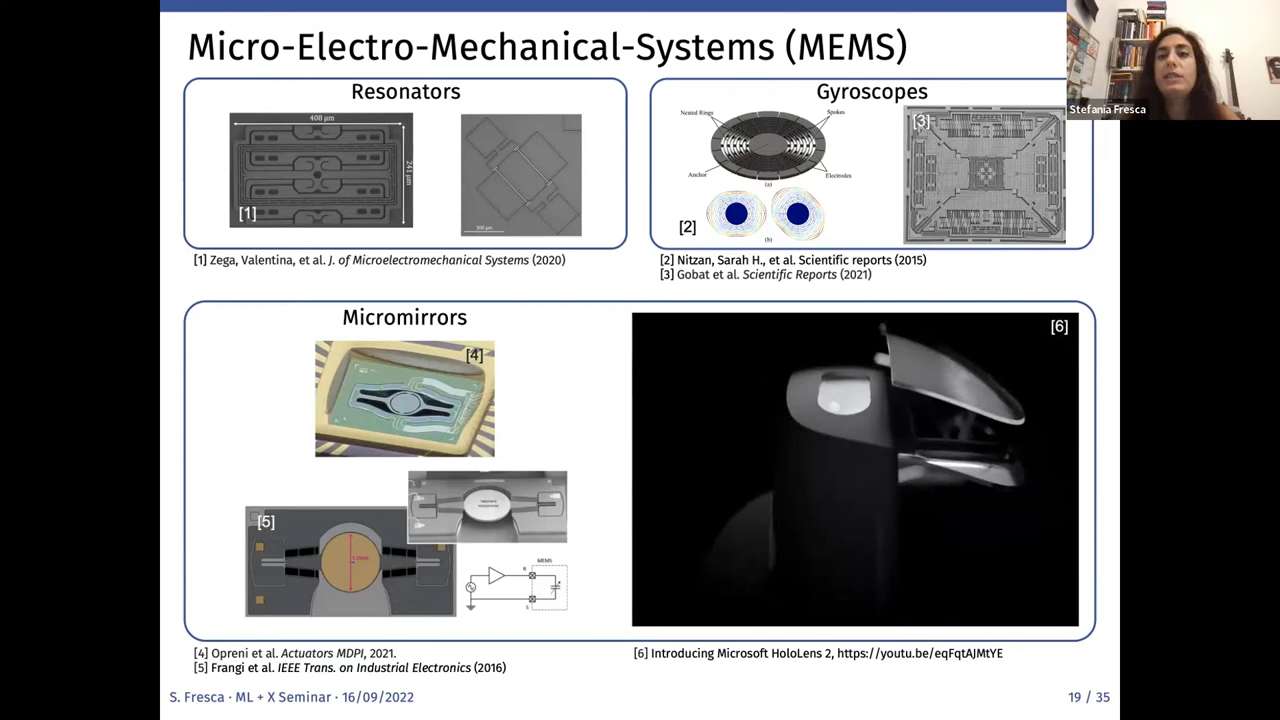 Micro-Electro-Mechanical-Systems (MEMS)
Stefania Fresca
Resonators
408 μm
241 μm
[1]
[1] Zega, Valentina, et al. J. of Microelectromechanical Systems (2020)
Gyroscopes
Nested Rings
Spokes
Anchor
Electrodes
(a)
(b)
[2]
[3]
[2] Nitzan, Sarah H., et al. Scientific reports (2015)
[3] Gobat et al. Scientific Reports (2021)
Micromirrors
[4]
[5]
MEMS
[6]
[4] Opreni et al. Actuators MDPI, 2021.
[5] Frangi et al. IEEE Trans. on Industrial Electronics (2016)
[6] Introducing Microsoft HoloLens 2, https://youtu.be/eqFqtAJMtYE
S. Fresca · ML + X Seminar · 16/09/2022
19 / 35